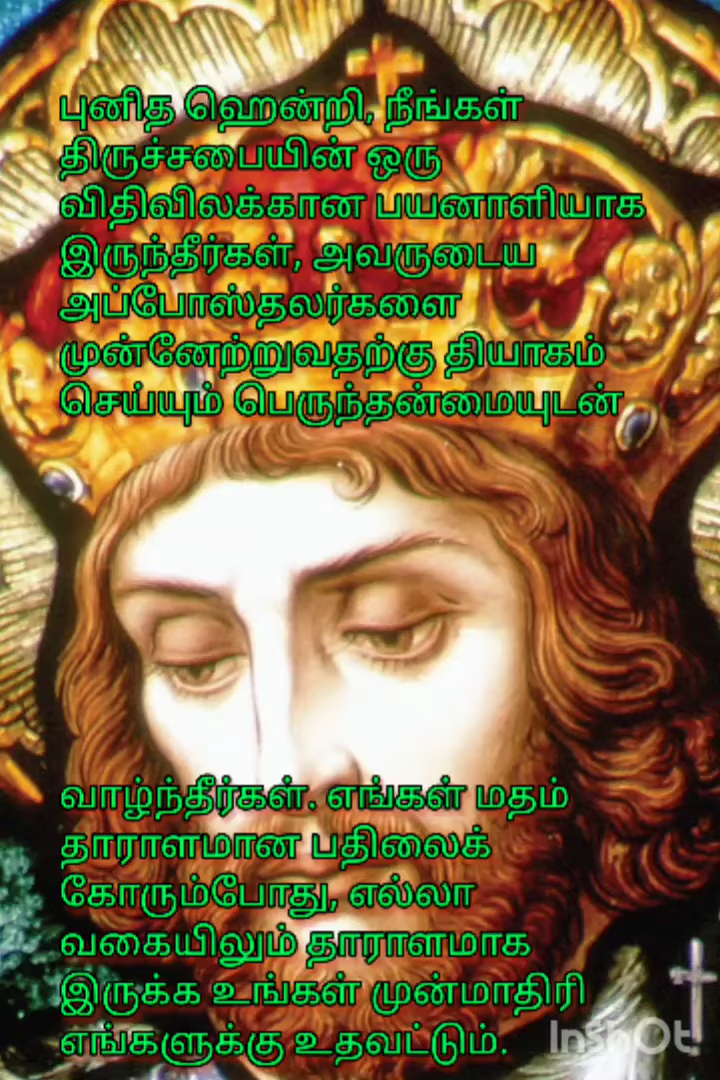 புனித ஹென்றி, நீங்கள்
திருச்சபையின் ஒரு
விதிவிலக்கான பயனாளியாக
இருந்தீர்கள், அவருடைய
அப்போஸ்தலர்களை
முன்னேற்றுவதற்கு தியாகம்
செய்யும் பெருந்தன்மையுடன்
வாழ்ந்தீர்கள். எங்கள் மதம்
தாராளமான பதிலைக்
கோரும்போது, எல்லா
வகையிலும் தாராளமாக
இருக்க உங்கள் முன்மாதிரி
எங்களுக்கு உதவட்டும்.
InShOt